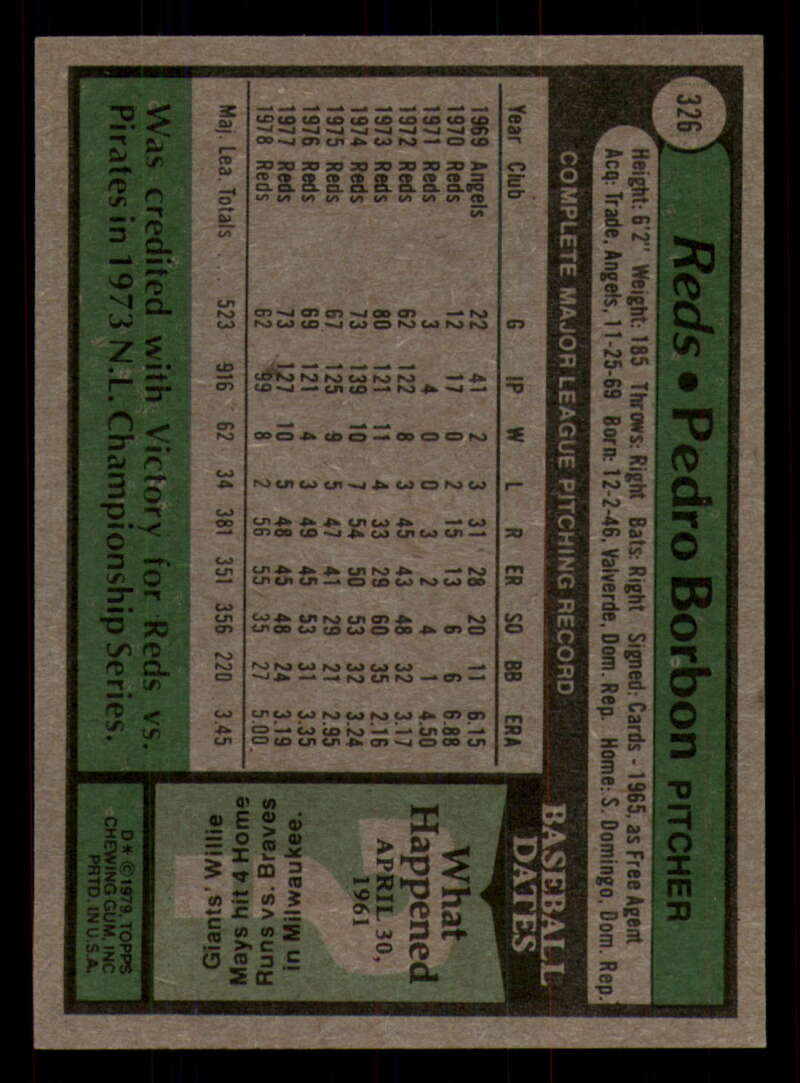 326
Reds • Pedro Borbon PITCHER
Height: 6'2" Weight: 185 Throws: Right Bats: Right Signed: Cards - 1965, as Free Agent
Acq: Trade, Angels, 11-25-69 Born: 12-2-46, Valverde, Dom. Rep. Home: S. Domingo, Dom. Rep.
COMPLETE MAJOR LEAGUE PITCHING RECORD
Year Club G IP W L R ER SO BB ERA
1969 Angels 22 41 2 3 31 28 20 11 6.15
1970 Reds 12 17 0 2 15 13 6 6 6.88
1971 Reds 3 4 0 0 3 2 4 1 4.50
1972 Reds 62 122 8 3 45 43 48 32 3.17
1973 Reds 80 121 11 4 33 29 60 35 2.16
1974 Reds 73 139 10 7 54 50 53 32 3.24
1975 Reds 67 125 9 5 47 41 29 21 2.95
1976 Reds 69 121 4 3 49 45 53 31 3.35
1977 Reds 73 127 10 5 48 45 48 24 3.19
1978 Reds 62 99 8 2 56 55 35 27 5.00
Maj. Lea Totals ... 523 916 62 34 381 351 356 220 3.45
Was credited with Victory for Reds vs.
Pirates in 1973 N.L. Championship Series.
BASEBALL
DATES
What
Happened
APRIL 30,
1961
Giants' Willie
Mays hit 4 Home
Runs vs. Braves
in Milwaukee.
D* © 1979, TOPPS
CHEWING GUM, INC
PRTD. IN U.S.A.